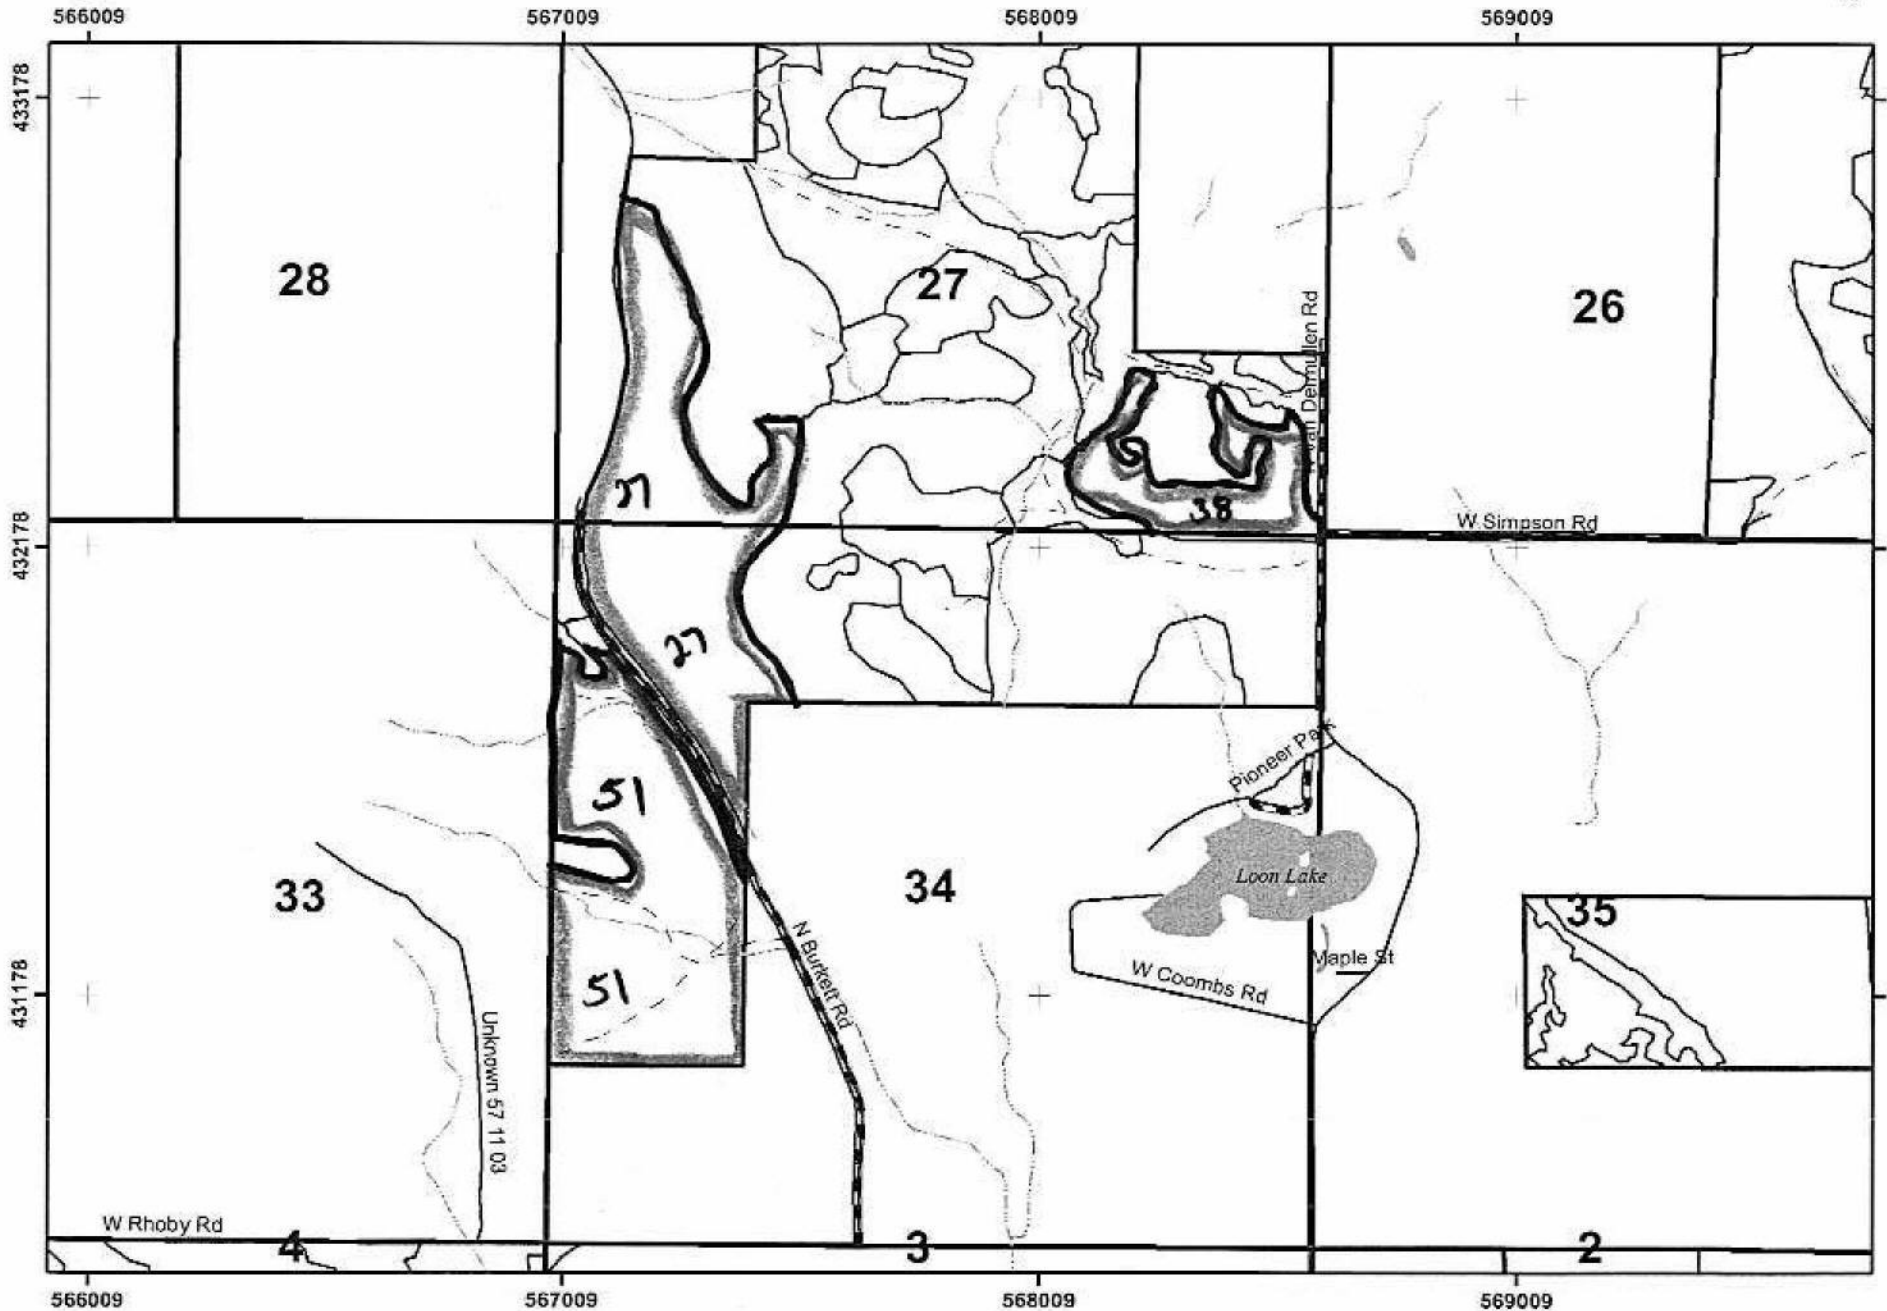 566009 567009 568009 569009
433178
28
27
26
N Van Dermullen Rd
27
38
W Simpson Rd
432178
27
Pioneer Park
51
33
34
Loon Lake
35
N Burkett Rd
Maple St
W Coombs Rd
51
431178
Unknown 57 11 03
W Rhoby Rd
4
3
2
566009 567009 568009 569009